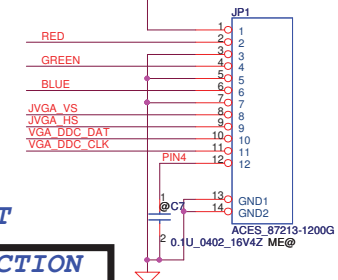 JP1
1 1
RED 2 2
3 3
GREEN 4 4
5 5
BLUE 6 6
7 7
JVGA_VS 8 8
JVGA_HS 9 9
VGA_DDC_DAT 10 10
VGA_DDC_CLK 11 11
PIN4 12 12
1
@C7
13 GND1
14 GND2
2
ACES_87213-1200G
0.1U_0402_16V4Z ME@
T
CTION